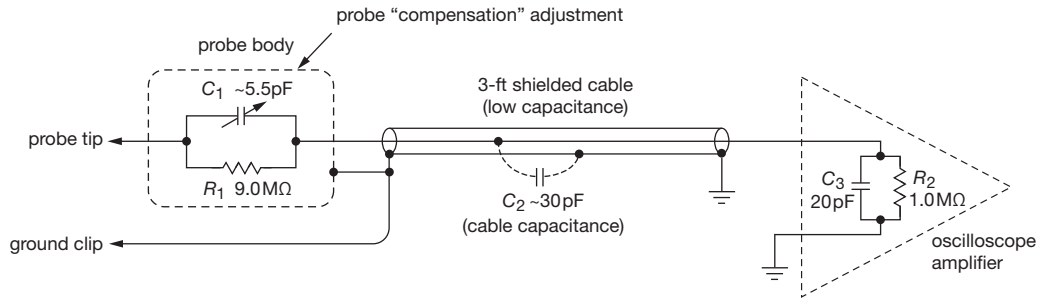 probe “compensation” adjustment
probe body
C1 ~5.5pF
3-ft shielded cable
(low capacitance)
probe tip
R1 9.0MΩ
C2 ~30pF
(cable capacitance)
C3
20pF
R2
1.0MΩ
ground clip
oscilloscope
amplifier